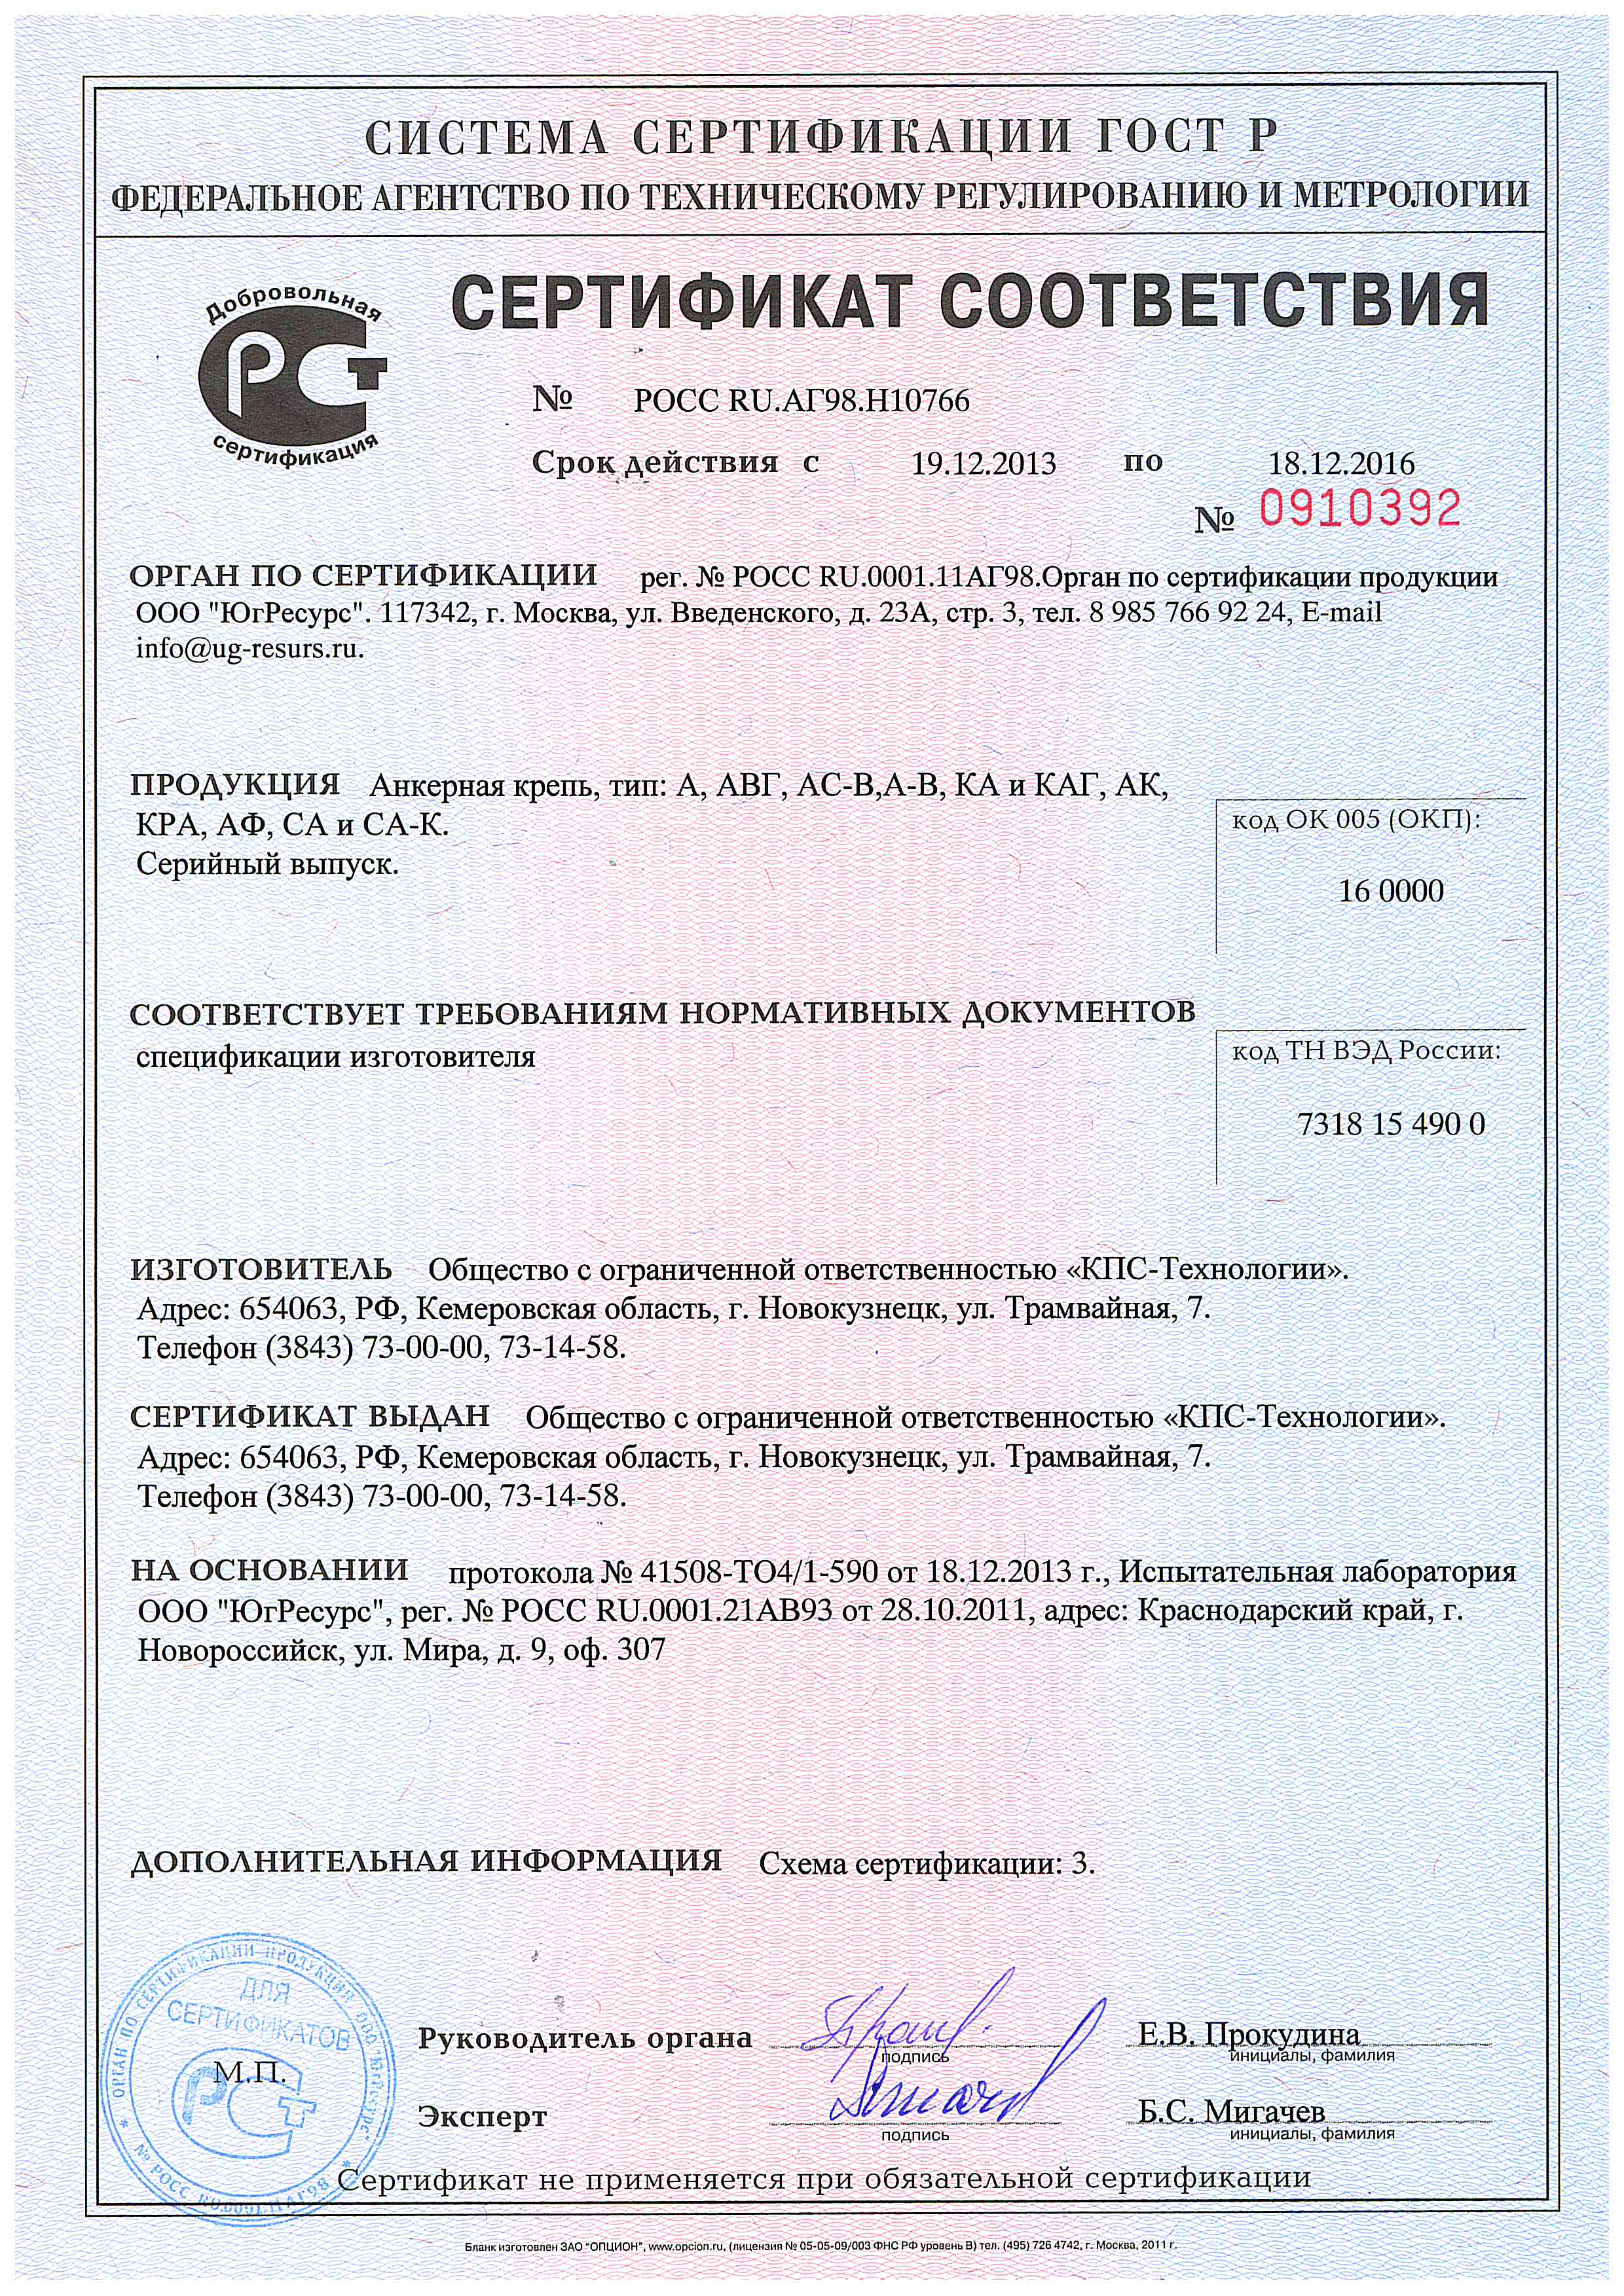 СИСТЕМА СЕРТИФИКАЦИИ ГОСТ Р
ФЕДЕРАЛЬНОЕ АГЕНТСТВО ПО ТЕХНИЧЕСКОМУ РЕГУЛИРОВАНИЮ И МЕТРОЛОГИИ
Добровольная
сертификация
СЕРТИФИКАТ СООТВЕТСТВИЯ
№ РОСС RU.АГ98.Н10766
Срок действия с 19.12.2013 по 18.12.2016
№ 0910392
ОРГАН ПО СЕРТИФИКАЦИИ рег. № РОСС RU.0001.11АГ98.Орган по сертификации продукции
ООО "ЮгРесурс". 117342, г. Москва, ул. Введенского, д. 23А, стр. 3, тел. 8 985 766 92 24, E-mail
info@ug-resurs.ru.
ПРОДУКЦИЯ Анкерная крепь, тип: А, АВГ, АС-В,А-В, КА и КАГ, АК,
КРА, АФ, СА и СА-К.
Серийный выпуск.
код ОК 005 (ОКП):
16 0000
СООТВЕТСТВУЕТ ТРЕБОВАНИЯМ НОРМАТИВНЫХ ДОКУМЕНТОВ
спецификации изготовителя
код ТН ВЭД России:
7318 15 490 0
ИЗГОТОВИТЕЛЬ Общество с ограниченной ответственностью «КПС-Технологии».
Адрес: 654063, РФ, Кемеровская область, г. Новокузнецк, ул. Трамвайная, 7.
Телефон (3843) 73-00-00, 73-14-58.
СЕРТИФИКАТ ВЫДАН Общество с ограниченной ответственностью «КПС-Технологии».
Адрес: 654063, РФ, Кемеровская область, г. Новокузнецк, ул. Трамвайная, 7.
Телефон (3843) 73-00-00, 73-14-58.
НА ОСНОВАНИИ протокола № 41508-ТО4/1-590 от 18.12.2013 г., Испытательная лаборатория
ООО "ЮгРесурс", рег. № РОСС RU.0001.21АВ93 от 28.10.2011, адрес: Краснодарский край, г.
Новороссийск, ул. Мира, д. 9, оф. 307
ДОПОЛНИТЕЛЬНАЯ ИНФОРМАЦИЯ Схема сертификации: 3.
ОРГАН ПО СЕРТИФИКАЦИИ ПРОДУКЦИИ ООО "ЮгРесурс"
ДЛЯ
СЕРТИФИКАТОВ
М.П.
Руководитель органа
подпись
Е.В. Прокудина
инициалы, фамилия
Эксперт
подпись
Б.С. Мигачев
инициалы, фамилия
Сертификат не применяется при обязательной сертификации
Бланк изготовлен ЗАО "ОПЦИОН", www.opcion.ru, (лицензия № 05-05-09/003 ФНС РФ уровень В) тел. (495) 726 4742, г. Москва, 2011 г.